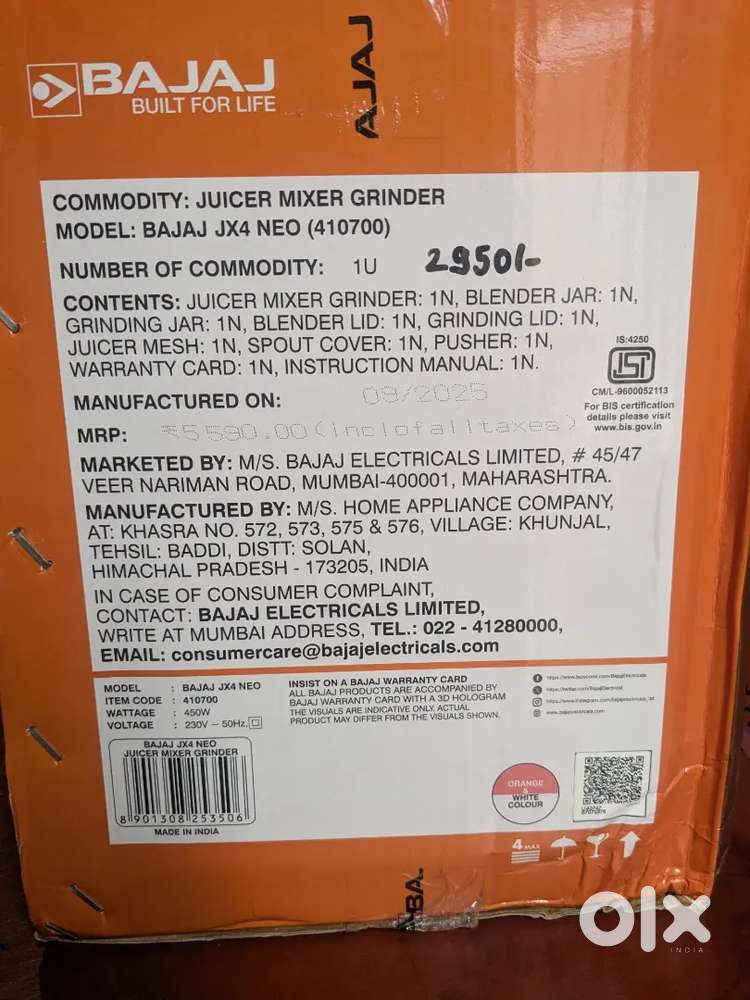 BAJAJ
BUILT FOR LIFE
AJAJ
COMMODITY: JUICER MIXER GRINDER
MODEL: BAJAJ JX4 NEO (410700)
NUMBER OF COMMODITY: 1U 2950/-
CONTENTS: JUICER MIXER GRINDER: 1N, BLENDER JAR: 1N,
GRINDING JAR: 1N, BLENDER LID: 1N, GRINDING LID: 1N,
JUICER MESH: 1N, SPOUT COVER: 1N, PUSHER: 1N,
WARRANTY CARD: 1N, INSTRUCTION MANUAL: 1N.
IS:4250
ISI
CM/L-9600052113
For BIS certification
details please visit
www.bis.gov.in
MANUFACTURED ON: 09/2025
MRP: ₹5590.00(inclofalltaxes)
MARKETED BY: M/S. BAJAJ ELECTRICALS LIMITED, # 45/47
VEER NARIMAN ROAD, MUMBAI-400001, MAHARASHTRA.
MANUFACTURED BY: M/S. HOME APPLIANCE COMPANY,
AT: KHASRA NO. 572, 573, 575 & 576, VILLAGE: KHUNJAL,
TEHSIL: BADDI, DISTT: SOLAN,
HIMACHAL PRADESH - 173205, INDIA
IN CASE OF CONSUMER COMPLAINT,
CONTACT: BAJAJ ELECTRICALS LIMITED,
WRITE AT MUMBAI ADDRESS, TEL.: 022 - 41280000,
EMAIL: consumercare@bajajelectricals.com
MODEL : BAJAJ JX4 NEO
ITEM CODE : 410700
WATTAGE : 450W
VOLTAGE : 230V ~ 50Hz,
INSIST ON A BAJAJ WARRANTY CARD
ALL BAJAJ PRODUCTS ARE ACCOMPANIED BY
BAJAJ WARRANTY CARD WITH A 3D HOLOGRAM
THE VISUALS ARE INDICATIVE ONLY. ACTUAL
PRODUCT MAY DIFFER FROM THE VISUALS SHOWN.
BAJAJ JX4 NEO
JUICER MIXER GRINDER
8 901308 253506
MADE IN INDIA
ORANGE
&
WHITE
COLOUR
4 MAX
BA.
olx
INDIA